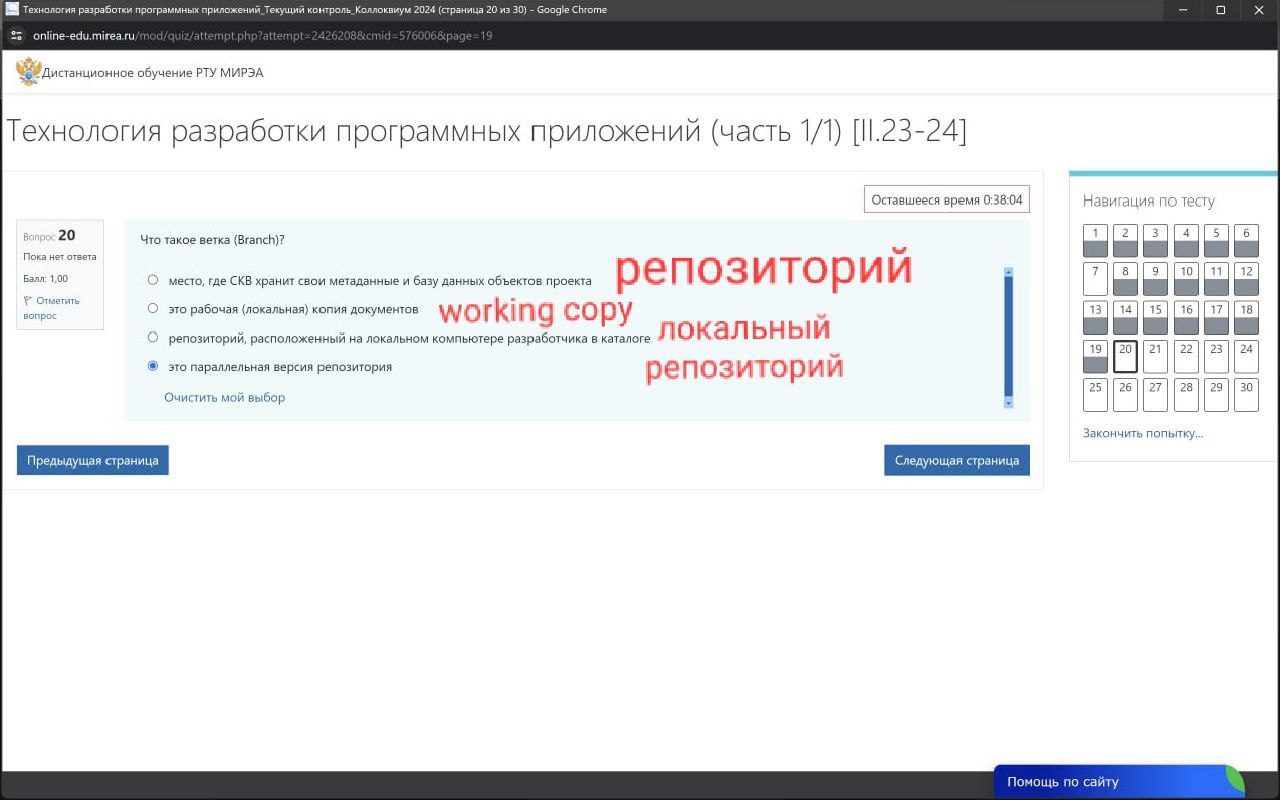 Технология разработки программных приложений_Текущий контроль_Коллоквиум 2024 (страница 20 из 30) – Google Chrome
online-edu.mirea.ru/mod/quiz/attempt.php?attempt=2426208&cmid=576006&page=19
Дистанционное обучение РТУ МИРЭА
Технология разработки программных приложений (часть 1/1) [II.23-24]
Оставшееся время 0:38:04
Вопрос 20
Пока нет ответа
Балл: 1,00
Отметить
вопрос
Что такое ветка (Branch)?
место, где СКВ хранит свои метаданные и базу данных объектов проекта
репозиторий
это рабочая (локальная) копия документов
working copy
репозиторий, расположенный на локальном компьютере разработчика в каталоге
локальный
репозиторий
это параллельная версия репозитория
Очистить мой выбор
Предыдущая страница
Следующая страница
Навигация по тесту
1 2 3 4 5 6
7 8 9 10 11 12
13 14 15 16 17 18
19 20 21 22 23 24
25 26 27 28 29 30
Закончить попытку...
Помощь по сайту